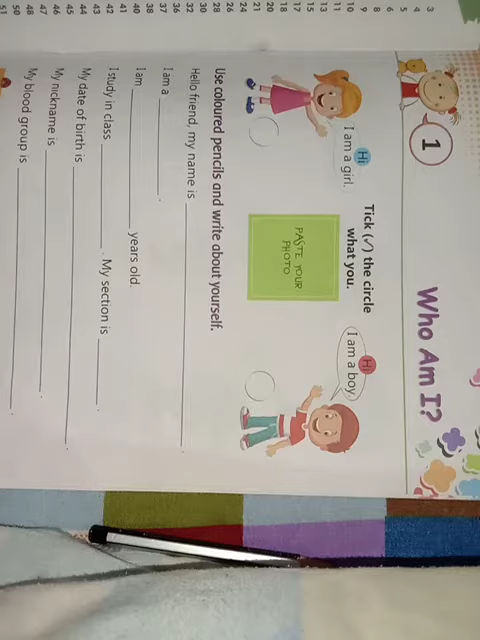 1
Who Am I?
Tick (✓) the circle
what you.
Hi
I am a girl.
Hi
I am a boy.
PASTE YOUR
PHOTO
Use coloured pencils and write about yourself.
Hello friend, my name is
I am a .
I am years old.
I study in class . My section is .
My date of birth is
My nickname is .
My blood group is .
3
4
5
6
8
9
10
11
13
15
17
18
20
21
24
26
28
30
32
36
37
38
40
41
42
43
44
45
46
47
48
50
51